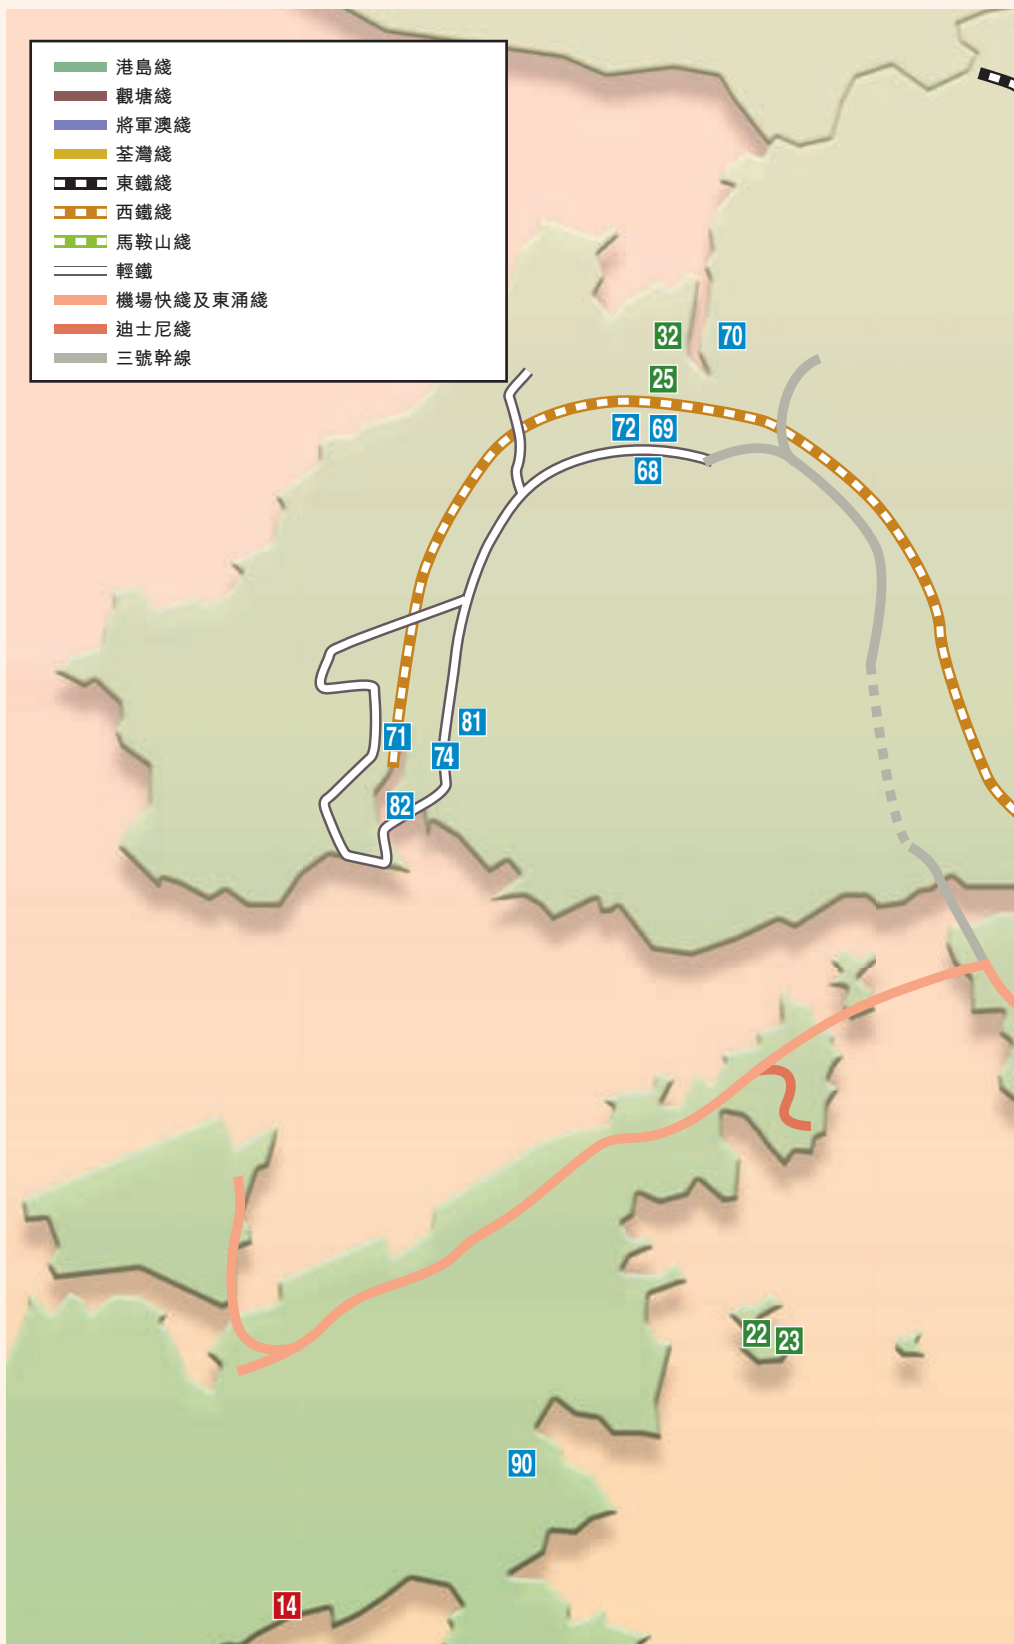 港島綫
觀塘綫
將軍澳綫
荃灣綫
東鐵綫
西鐵綫
馬鞍山綫
輕鐵
機場快綫及東涌綫
迪士尼綫
三號幹線
32 70
25
72 69
68
81
71
74
82
22 23
90
14